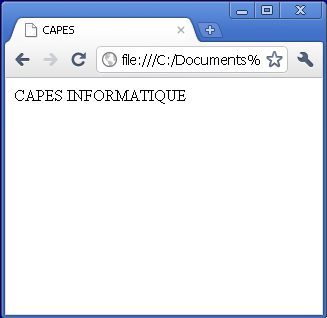 CAPES
file:///C:/Documents%
CAPES INFORMATIQUE